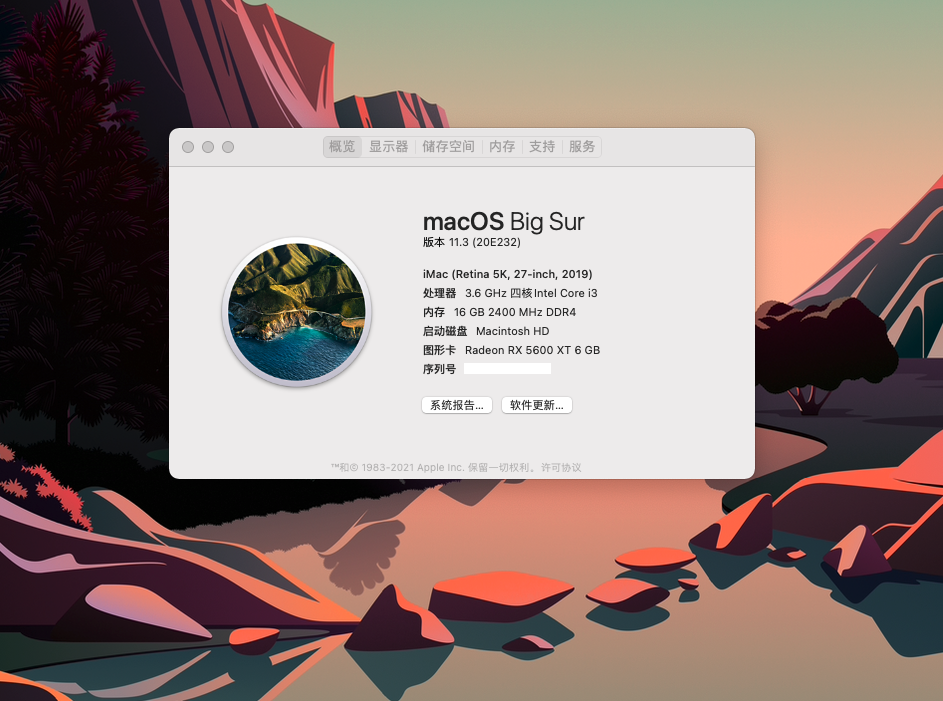 概览 显示器 储存空间 内存 支持 服务
macOS Big Sur
版本 11.3 (20E232)
iMac (Retina 5K, 27-inch, 2019)
处理器 3.6 GHz 四核Intel Core i3
内存 16 GB 2400 MHz DDR4
启动磁盘 Macintosh HD
图形卡 Radeon RX 5600 XT 6 GB
序列号
系统报告... 软件更新...
™和© 1983-2021 Apple Inc. 保留一切权利。许可协议